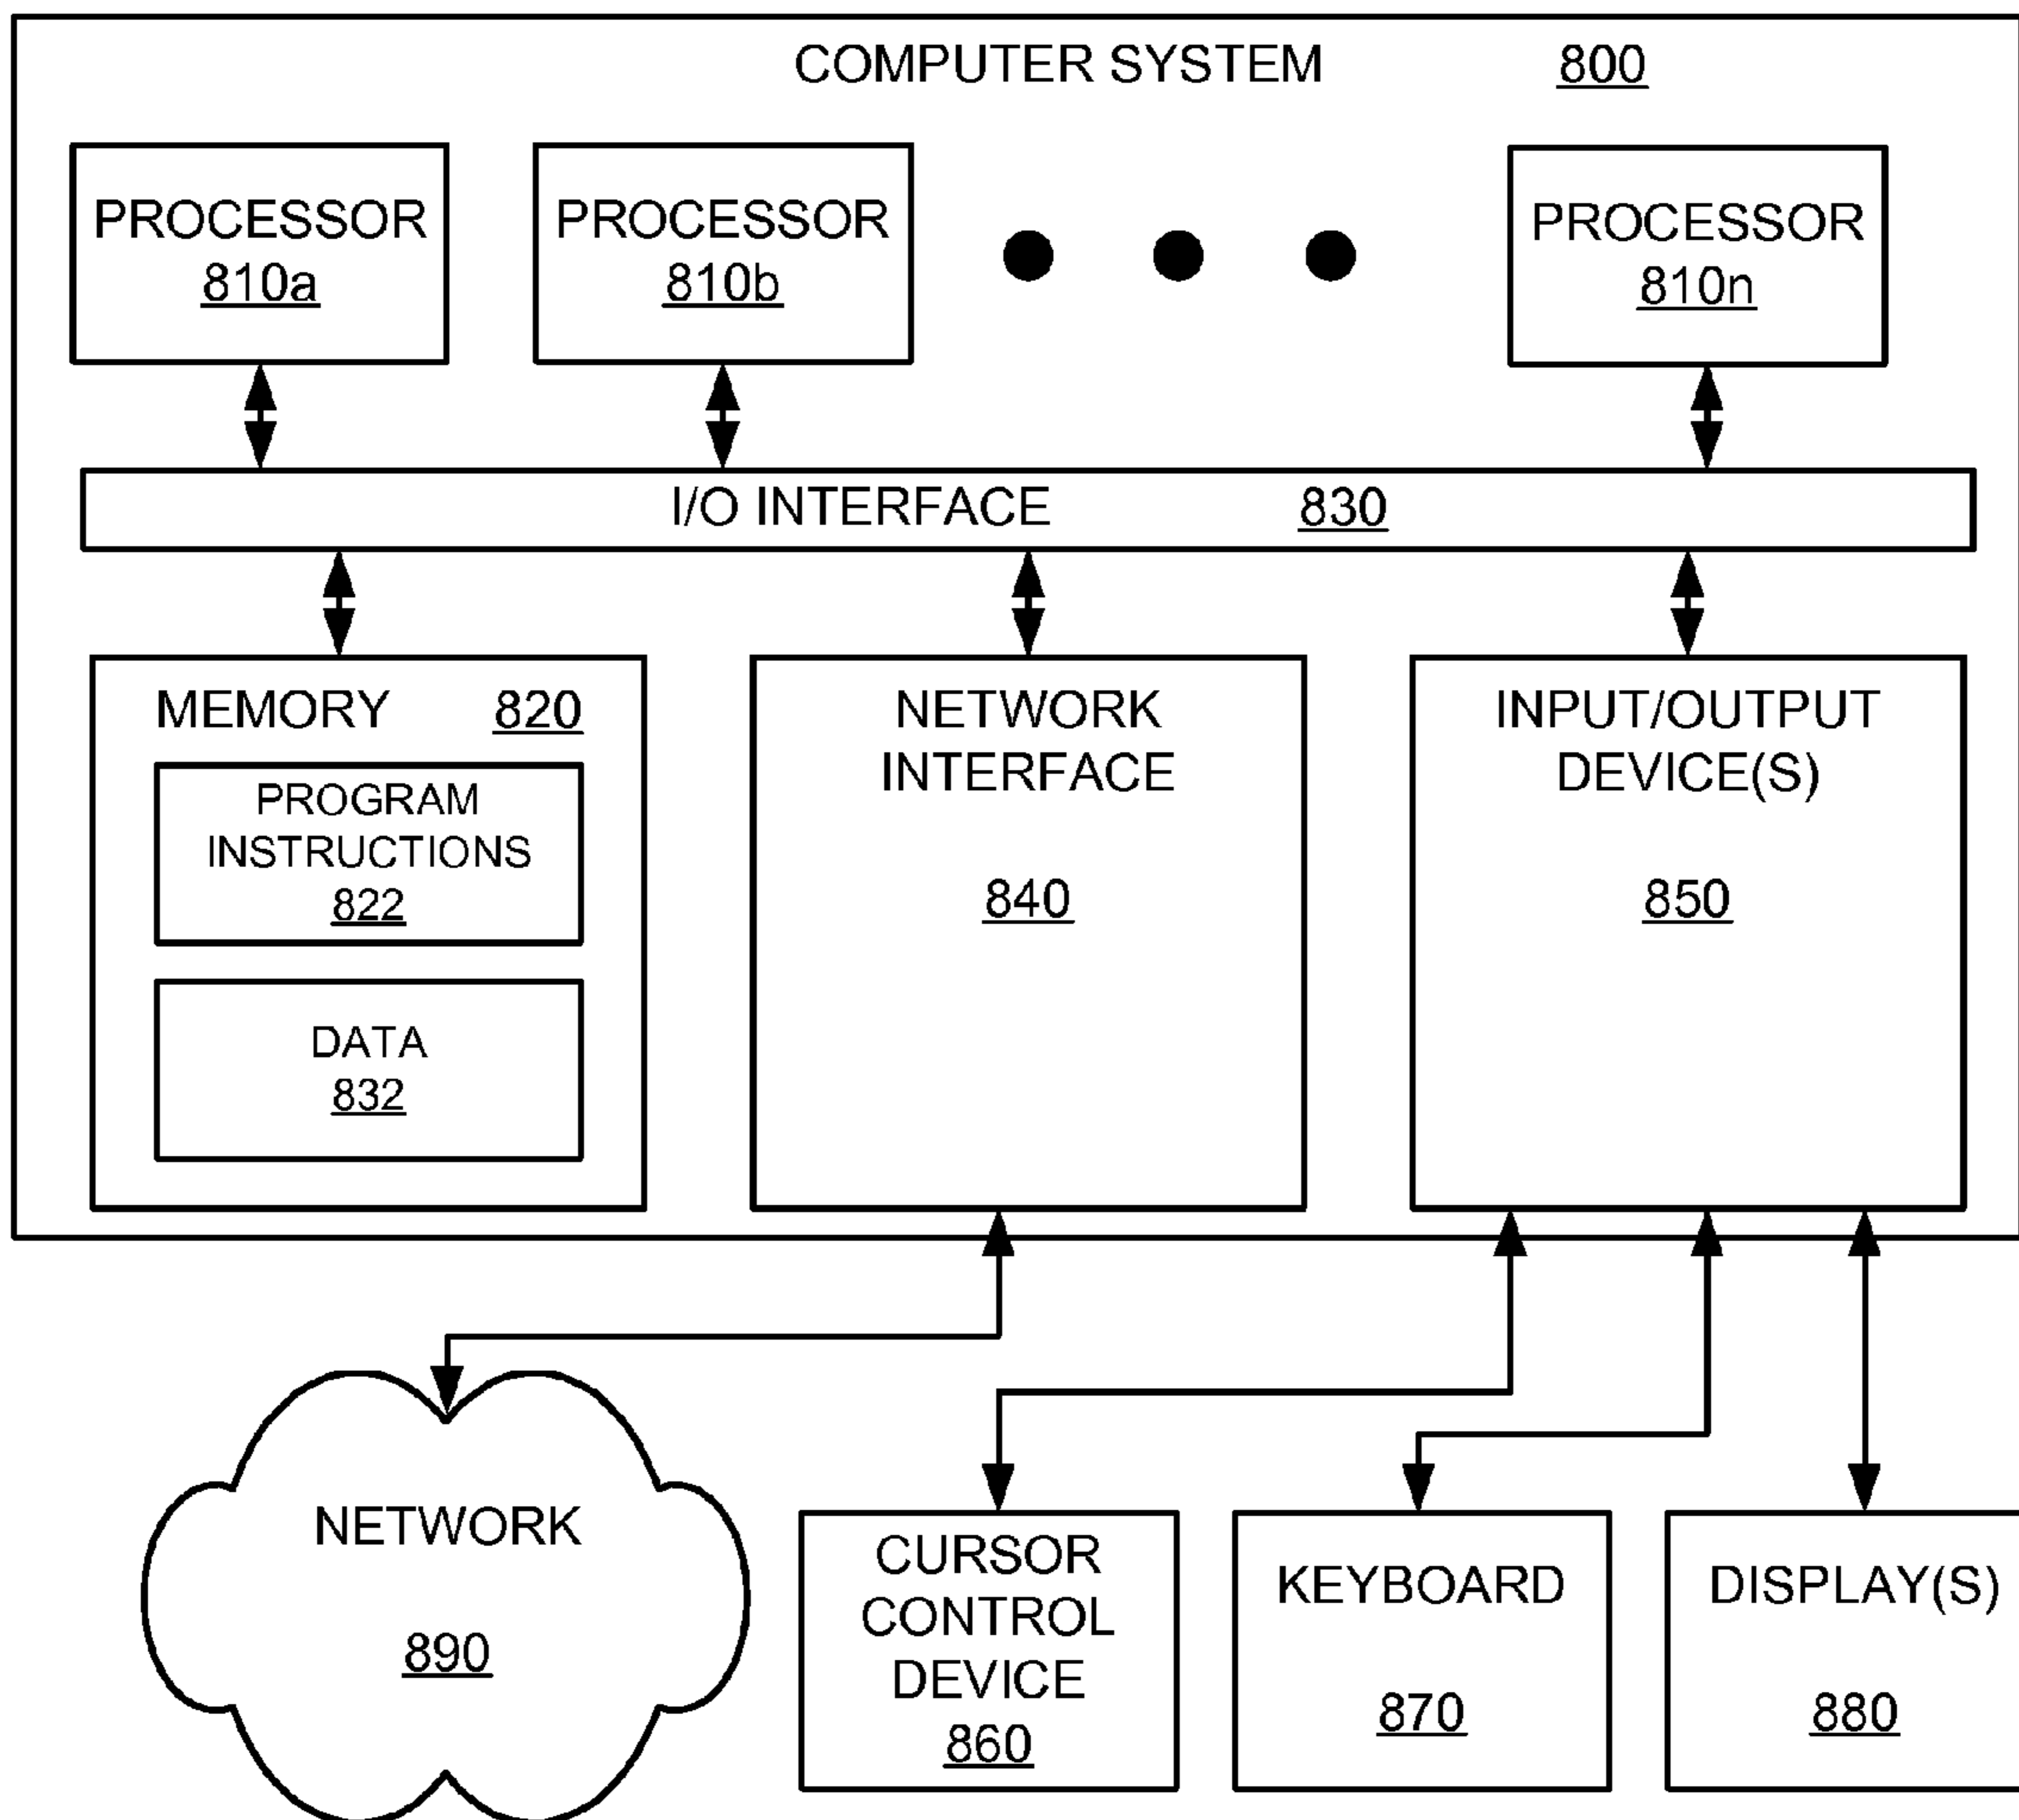 COMPUTER SYSTEM 800
PROCESSOR
810a
PROCESSOR
810b
PROCESSOR
810n
I/O INTERFACE 830
MEMORY 820
PROGRAM
INSTRUCTIONS
822
DATA
832
NETWORK
INTERFACE
840
INPUT/OUTPUT
DEVICE(S)
850
NETWORK
890
CURSOR
CONTROL
DEVICE
860
KEYBOARD
870
DISPLAY(S)
880